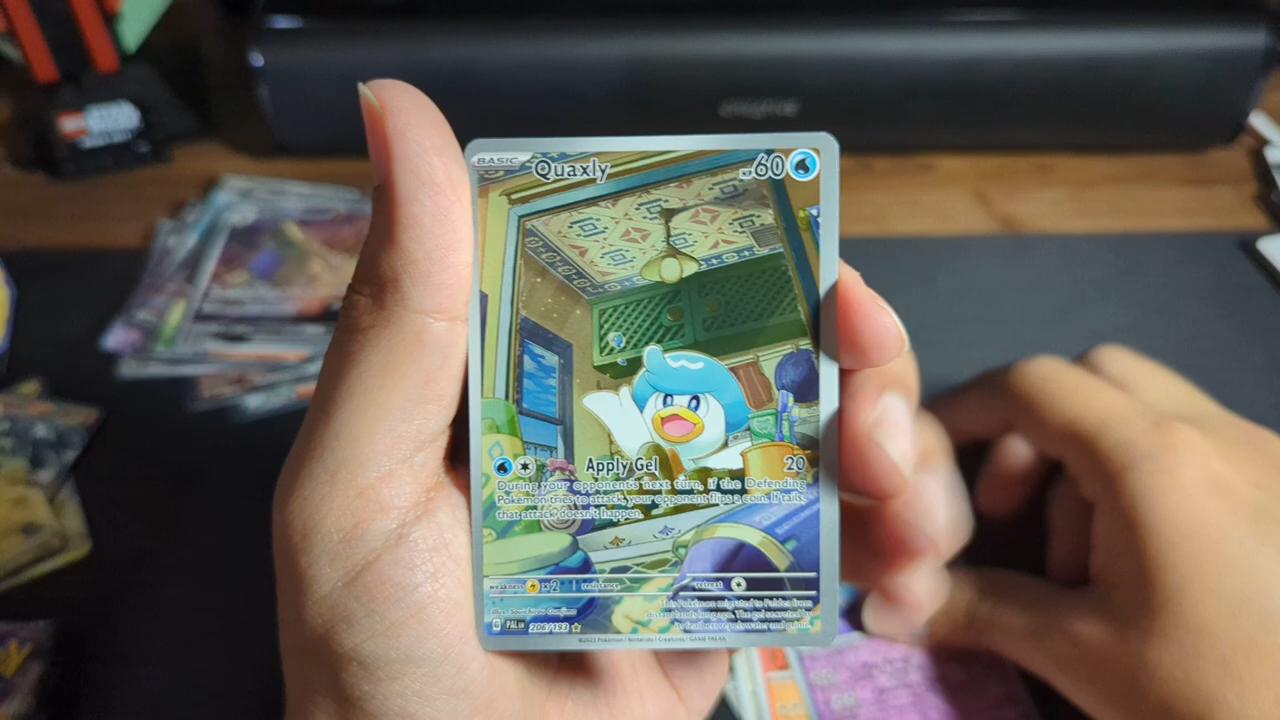 BASIC Quaxly HP 60
Apply Gel 20
During your opponent's next turn, if the Defending
Pokémon tries to attack, your opponent flips a coin. If tails,
that attack doesn't happen.
weakness ×2 resistance retreat
Illus. Souichirou Gunjima
This Pokémon migrated to Paldea from
distant lands long ago. The gel secreted by
its feathers repels water and grime.
G PAL EN 206/193
©2023 Pokémon / Nintendo / Creatures / GAME FREAK